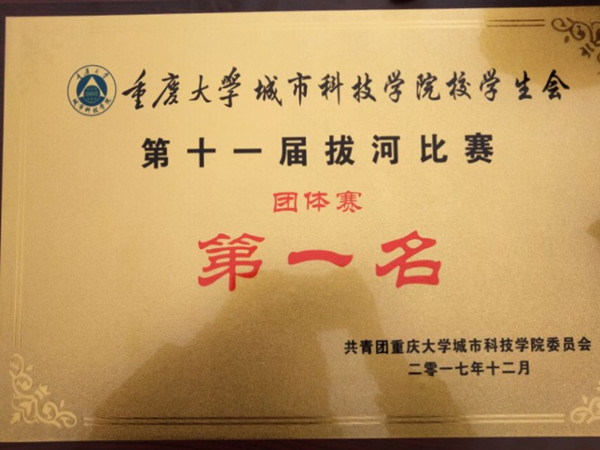 重庆大学城市科技学院校学生会
第十一届拔河比赛
团体赛
第一名
共青团重庆大学城市科技学院委员会
二零一七年十二月